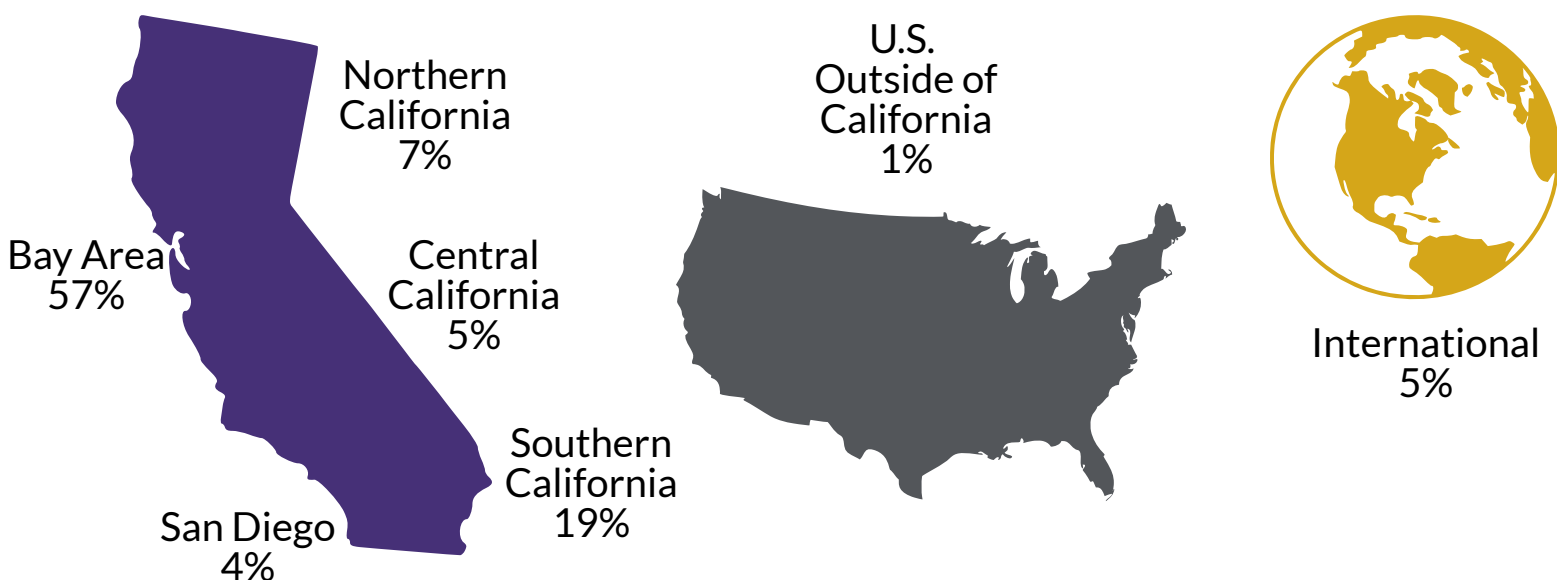 Northern
California
7%
Bay Area
57%
Central
California
5%
Southern
California
19%
San Diego
4%
U.S.
Outside of
California
1%
International
5%